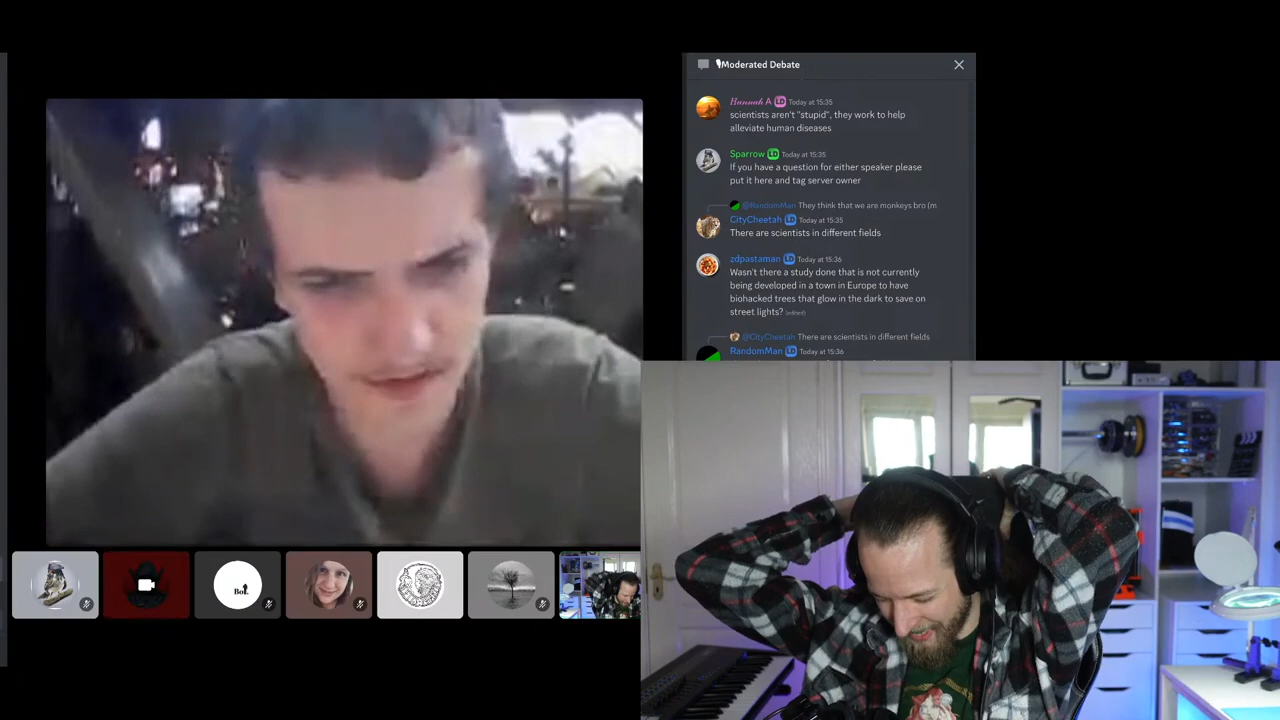 Moderated Debate
Hannah A LD Today at 15:35
scientists aren't "stupid", they work to help
alleviate human diseases
Sparrow LD Today at 15:35
If you have a question for either speaker please
put it here and tag server owner
@RandomMan They think that we are monkeys bro (m
CityCheetah LD Today at 15:35
There are scientists in different fields
zdpastaman LD Today at 15:36
Wasn't there a study done that is not currently
being developed in a town in Europe to have
biohacked trees that glow in the dark to save on
street lights? (edited)
@CityCheetah There are scientists in different fields
RandomMan LD Today at 15:36